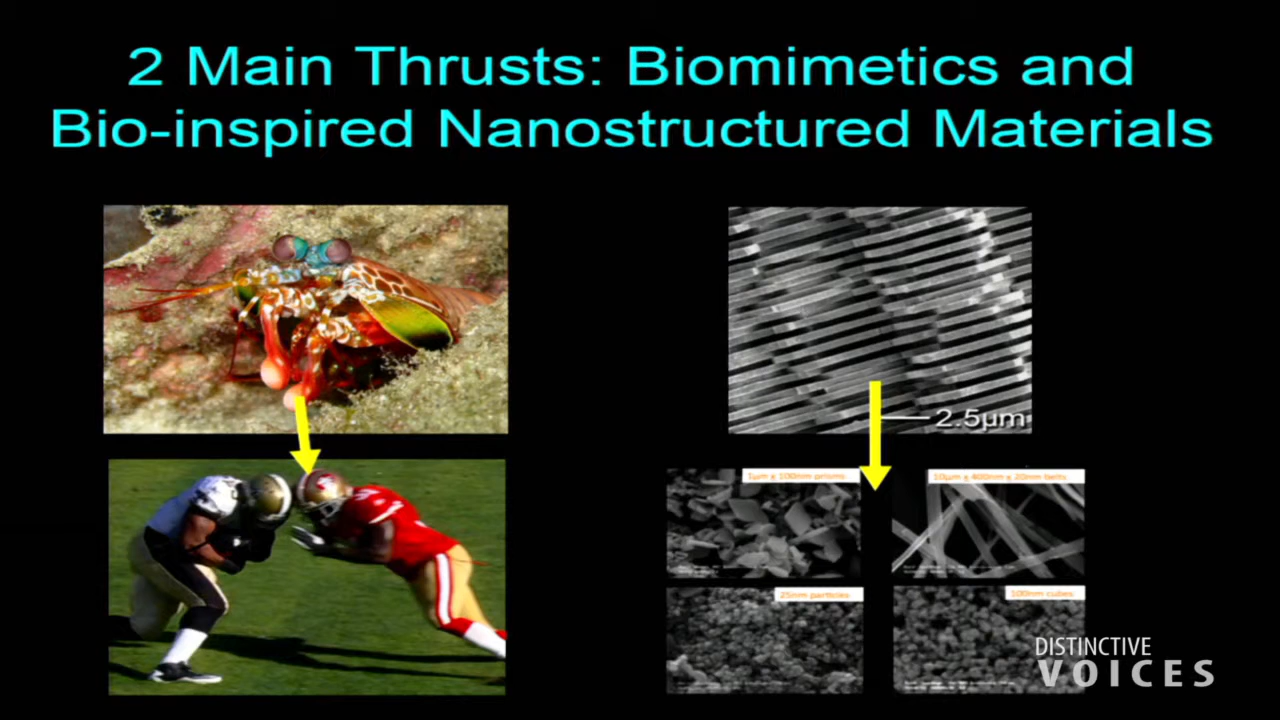 2 Main Thrusts: Biomimetics and
Bio-inspired Nanostructured Materials
2.5µm
1µm x 100nm prisms
10µm x 400nm x 20nm belts
25nm particles
100nm cubes
DISTINCTIVE
VOICES